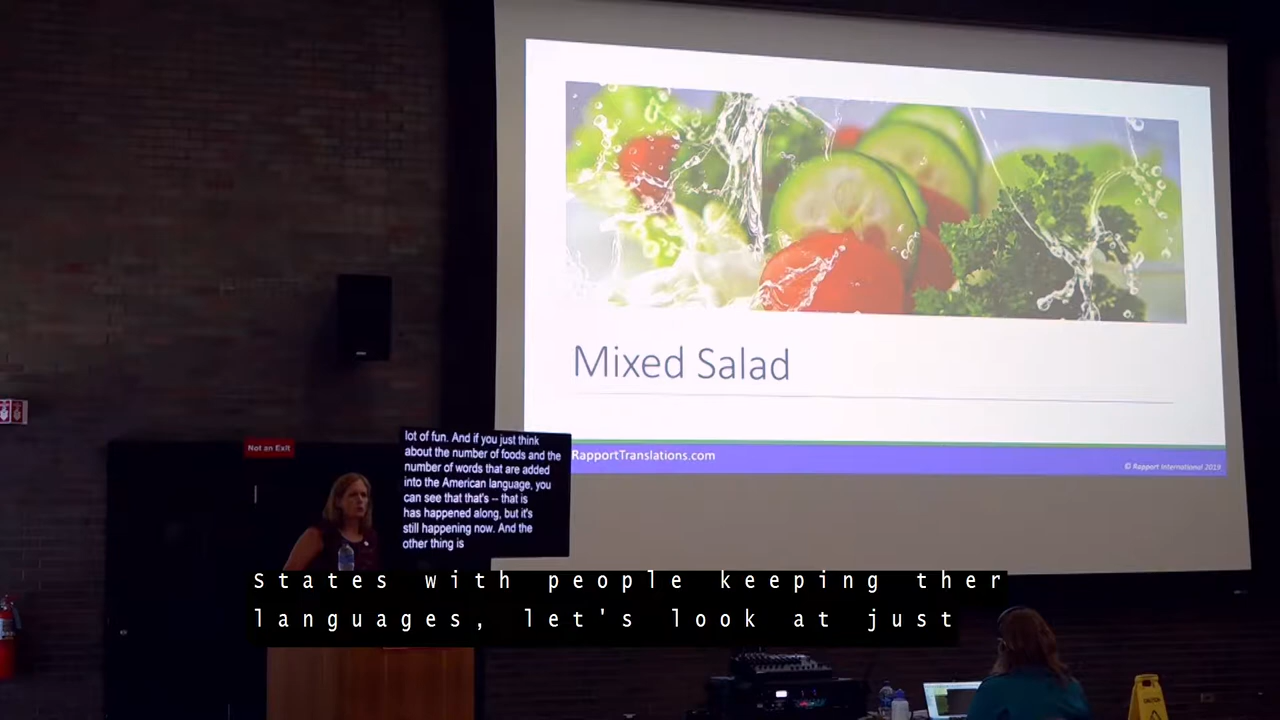 Mixed Salad
RapportTranslations.com
© Rapport International 2019
Not an Exit
lot of fun. And if you just think
about the number of foods and the
number of words that are added
into the American language, you
can see that that's -- that is
has happened along, but it's
still happening now. And the
other thing is
States with people keeping ther
languages, let's look at just
CAUTION